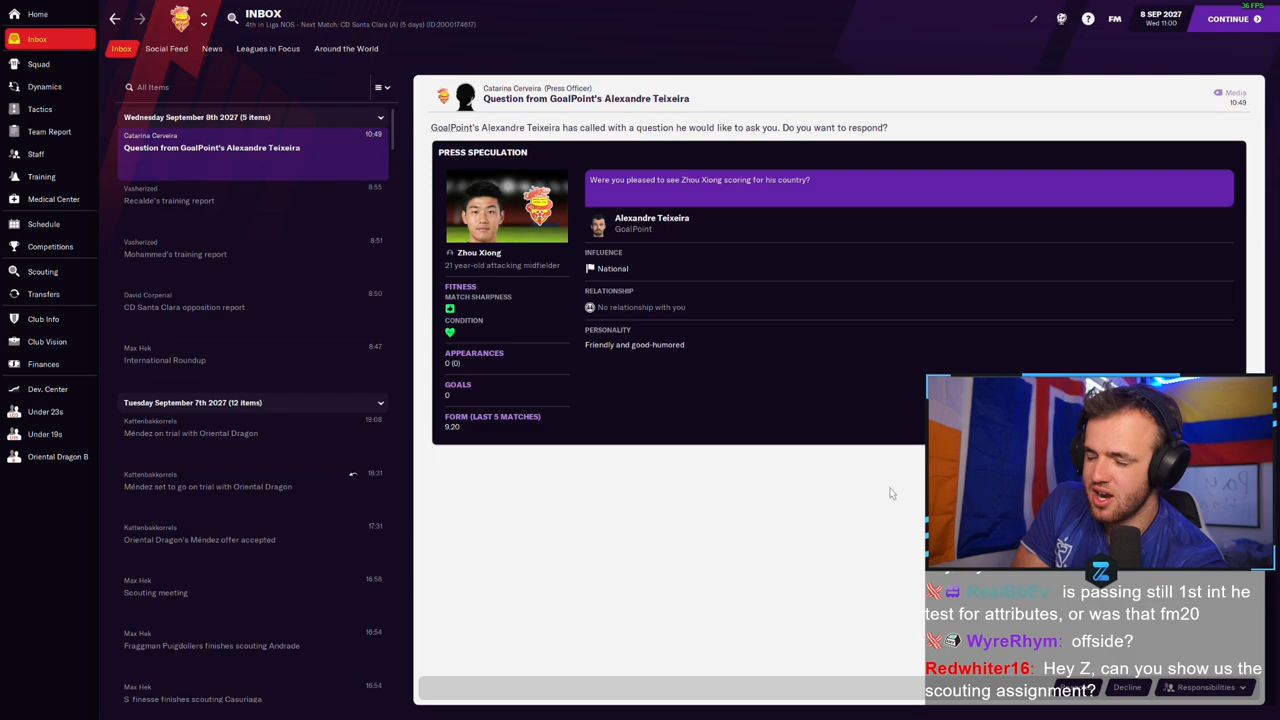 Home
Inbox
Squad
Dynamics
Tactics
Team Report
Staff
Training
Medical Center
Schedule
Competitions
Scouting
Transfers
Club Info
Club Vision
Finances
Dev. Center
Under 23s
Under 19s
Oriental Dragon B
INBOX
4th in Liga NOS - Next Match: CD Santa Clara (A) (5 days) (ID:2000174617)
36 FPS
FM
8 SEP 2027
Wed 11:00
CONTINUE
Inbox
Social Feed
News
Leagues in Focus
Around the World
All Items
Wednesday September 8th 2027 (5 items)
Catarina Cerveira
10:49
Question from GoalPoint's Alexandre Teixeira
Vasherized
8:55
Recalde's training report
Vasherized
8:51
Mohammed's training report
David Corperial
8:50
CD Santa Clara opposition report
Max Hek
8:47
International Roundup
Tuesday September 7th 2027 (12 items)
Kattenbakkorrels
19:08
Méndez on trial with Oriental Dragon
Kattenbakkorrels
18:31
Méndez set to go on trial with Oriental Dragon
Kattenbakkorrels
17:31
Oriental Dragon's Méndez offer accepted
Max Hek
16:58
Scouting meeting
Max Hek
16:54
Fraggman Puigdollers finishes scouting Andrade
Max Hek
16:54
S_finesse finishes scouting Casuriaga
Catarina Cerveira (Press Officer)
Question from GoalPoint's Alexandre Teixeira
Media
10:49
GoalPoint's Alexandre Teixeira has called with a question he would like to ask you. Do you want to respond?
PRESS SPECULATION
Were you pleased to see Zhou Xiong scoring for his country?
Alexandre Teixeira
GoalPoint
Zhou Xiong
21 year-old attacking midfielder
FITNESS
MATCH SHARPNESS
CONDITION
APPEARANCES
0 (0)
GOALS
0
FORM (LAST 5 MATCHES)
9.20
INFLUENCE
National
RELATIONSHIP
No relationship with you
PERSONALITY
Friendly and good-humored
is passing still 1st int he
test for attributes, or was that fm20
WyreRhym: offside?
Redwhiter16: Hey Z, can you show us the
scouting assignment?
Decline
Responsibilities